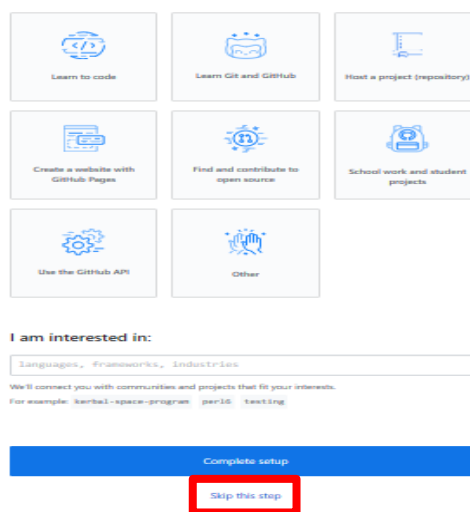 Learn to code
Learn Git and GitHub
Host a project (repository)
Create a website with
GitHub Pages
Find and contribute to
open source
School work and student
projects
Use the GitHub API
Other
I am interested in:
languages, frameworks, industries
We'll connect you with communities and projects that fit your interests.
For example: kerbal-space-program perl6 texting
Complete setup
Skip this step